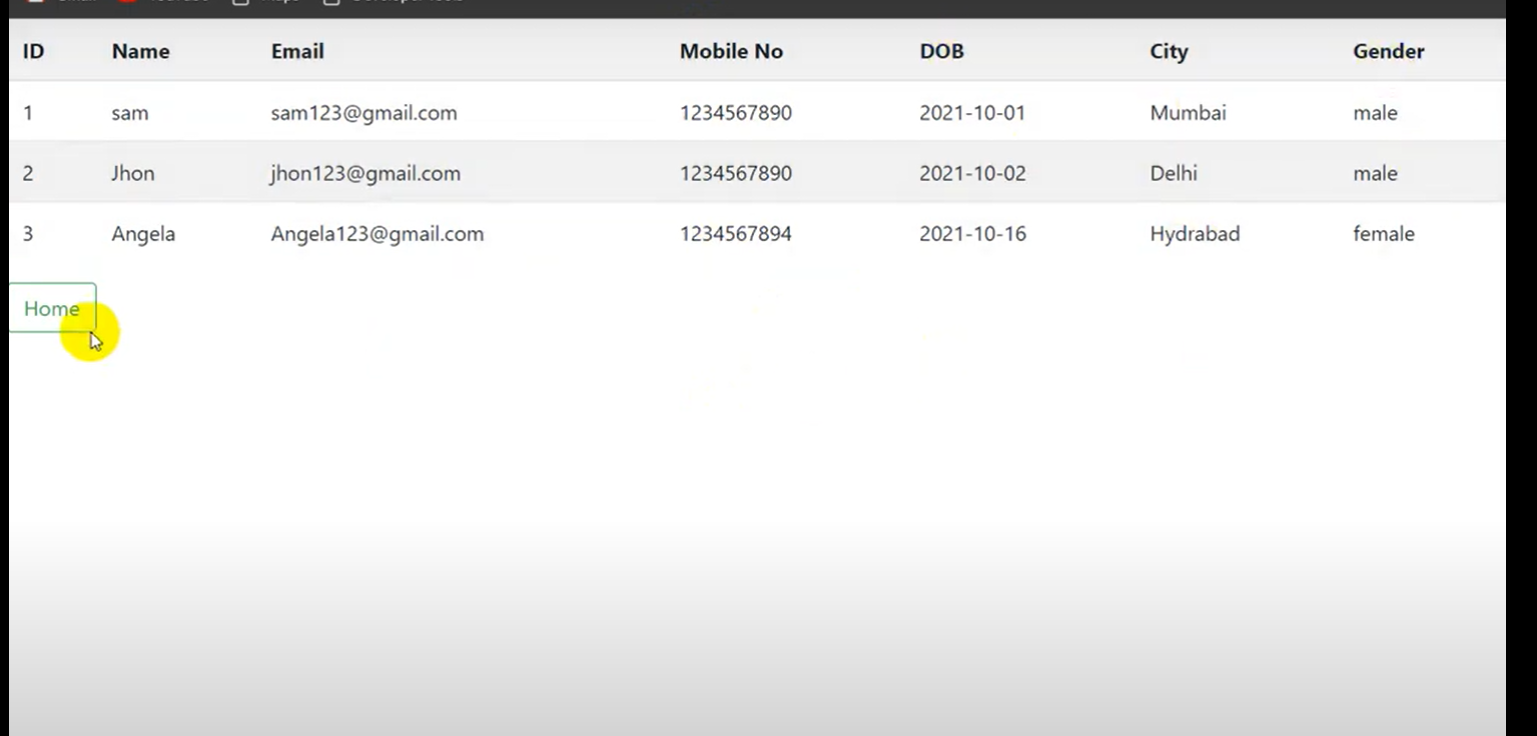 ID Name Email Mobile No DOB City Gender
1 sam sam123@gmail.com 1234567890 2021-10-01 Mumbai male
2 Jhon jhon123@gmail.com 1234567890 2021-10-02 Delhi male
3 Angela Angela123@gmail.com 1234567894 2021-10-16 Hydrabad female
Home